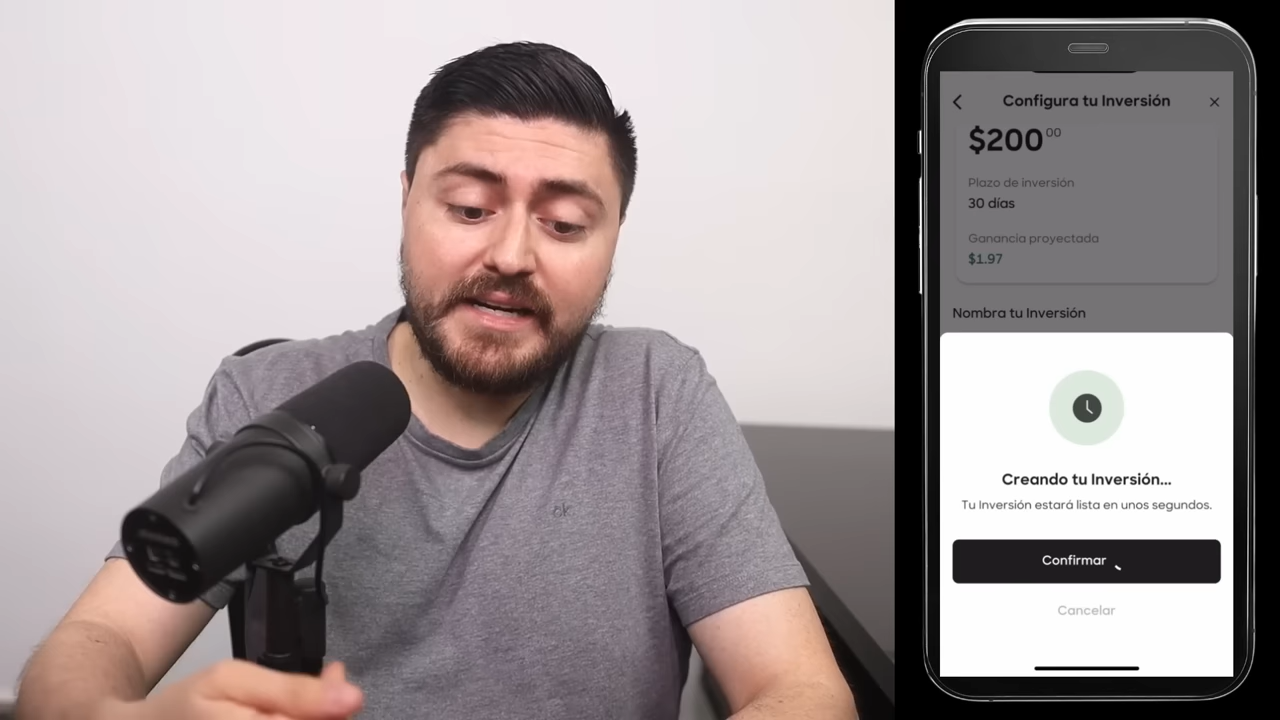 Configura tu Inversión
$200 00
Plazo de inversión
30 días
Ganancia proyectada
$1.97
Nombra tu Inversión
Creando tu Inversión...
Tu Inversión estará lista en unos segundos.
Confirmar
Cancelar
ck